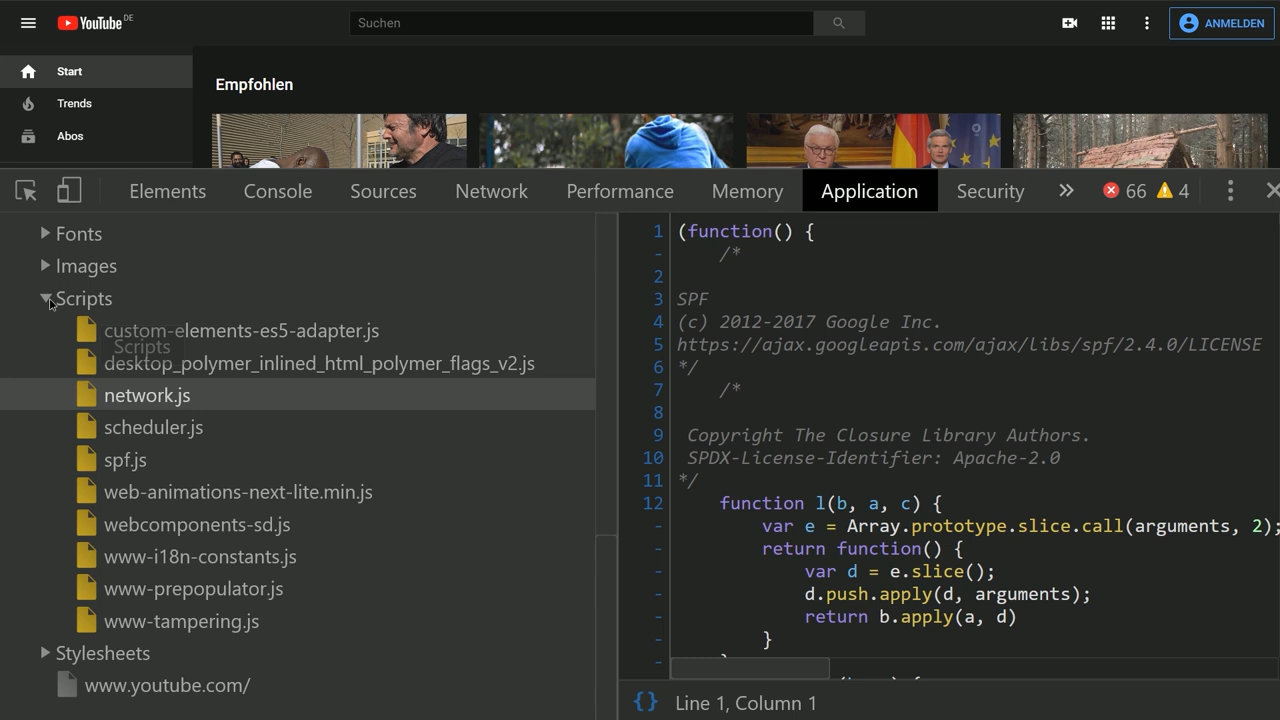 YouTube DE
Suchen
ANMELDEN
Start
Trends
Abos
Empfohlen
Elements Console Sources Network Performance Memory Application Security 66 4
Fonts
Images
Scripts
custom-elements-es5-adapter.js
Scripts
desktop_polymer_inlined_html_polymer_flags_v2.js
network.js
scheduler.js
spf.js
web-animations-next-lite.min.js
webcomponents-sd.js
www-i18n-constants.js
www-prepopulator.js
www-tampering.js
Stylesheets
www.youtube.com/
1 (function() {
- /*
2
3 SPF
4 (c) 2012-2017 Google Inc.
5 https://ajax.googleapis.com/ajax/libs/spf/2.4.0/LICENSE
6 */
7 /*
8
9 Copyright The Closure Library Authors.
10 SPDX-License-Identifier: Apache-2.0
11 */
12 function l(b, a, c) {
- var e = Array.prototype.slice.call(arguments, 2);
- return function() {
- var d = e.slice();
- d.push.apply(d, arguments);
- return b.apply(a, d)
- }
- }
{} Line 1, Column 1